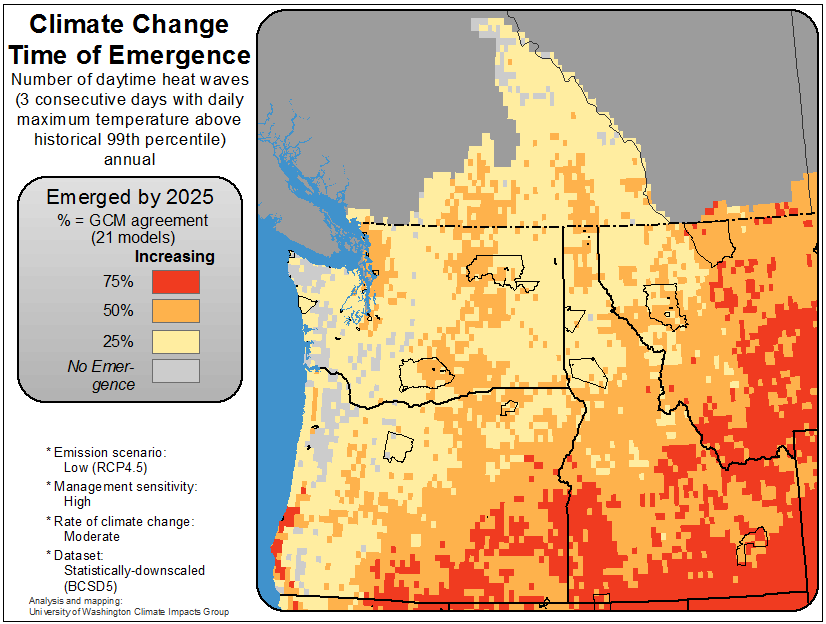 Climate Change
Time of Emergence
Number of daytime heat waves
(3 consecutive days with daily
maximum temperature above
historical 99th percentile)
annual
Emerged by 2025
% = GCM agreement
(21 models)
Increasing
75%
50%
25%
No Emer-
gence
* Emission scenario:
Low (RCP4.5)
* Management sensitivity:
High
* Rate of climate change:
Moderate
* Dataset:
Statistically-downscaled
(BCSD5)
Analysis and mapping:
University of Washington Climate Impacts Group